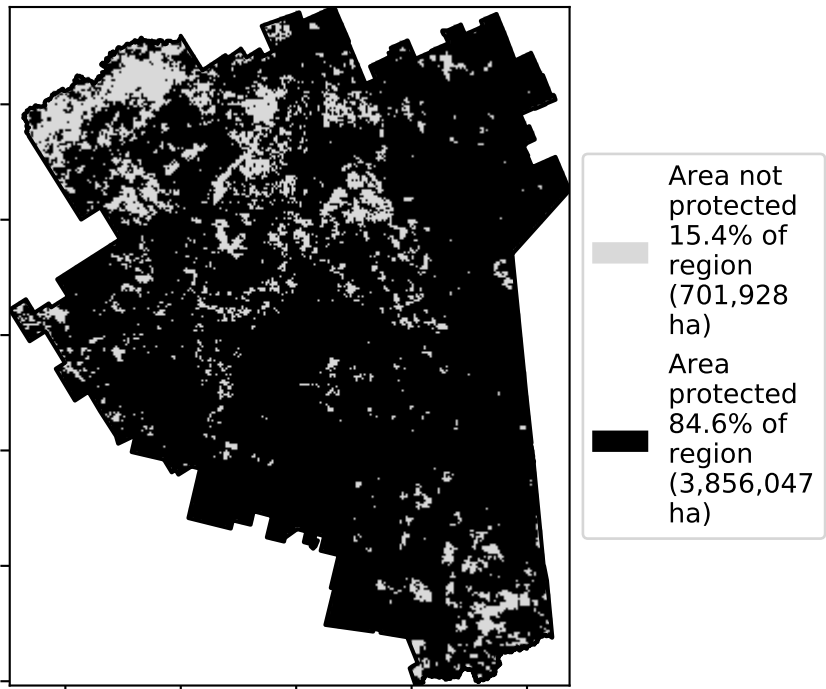 Area not
protected
15.4% of
region
(701,928
ha)
Area
protected
84.6% of
region
(3,856,047
ha)